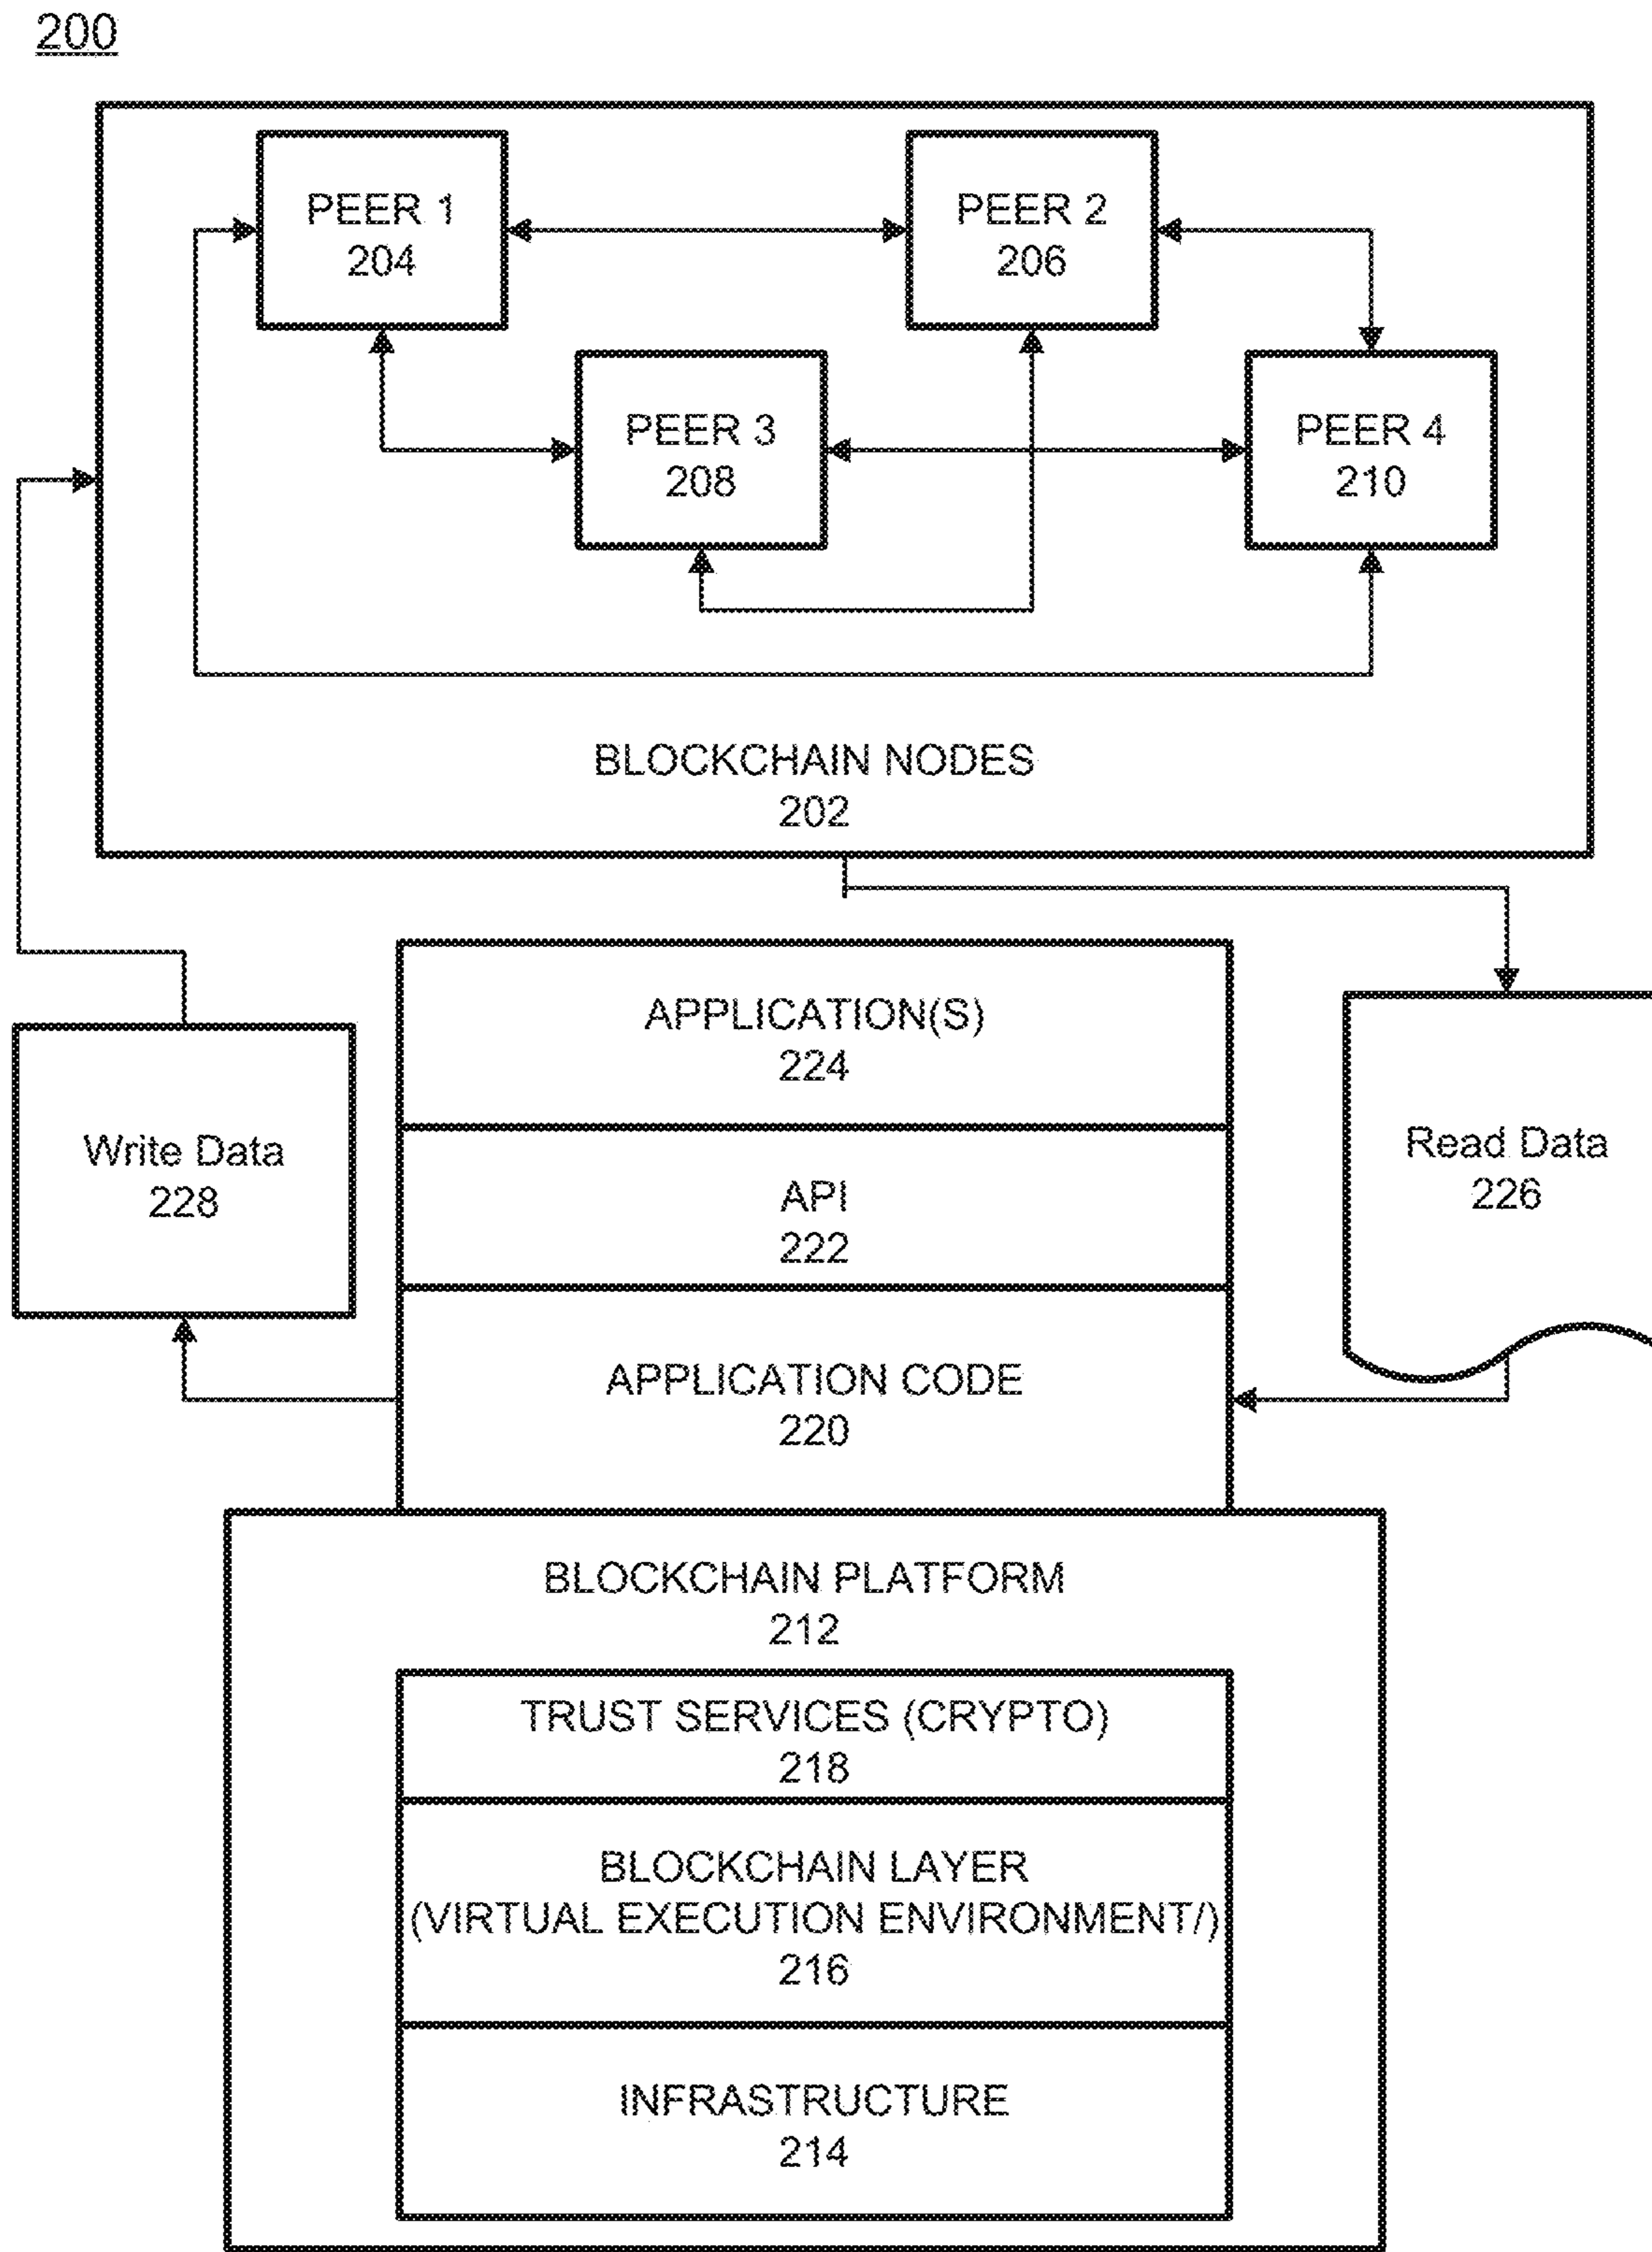 200
PEER 1
204
PEER 2
206
PEER 3
208
PEER 4
210
BLOCKCHAIN NODES
202
APPLICATION(S)
224
Write Data
228
API
222
Read Data
226
APPLICATION CODE
220
BLOCKCHAIN PLATFORM
212
TRUST SERVICES (CRYPTO)
218
BLOCKCHAIN LAYER
(VIRTUAL EXECUTION ENVIRONMENT/)
216
INFRASTRUCTURE
214